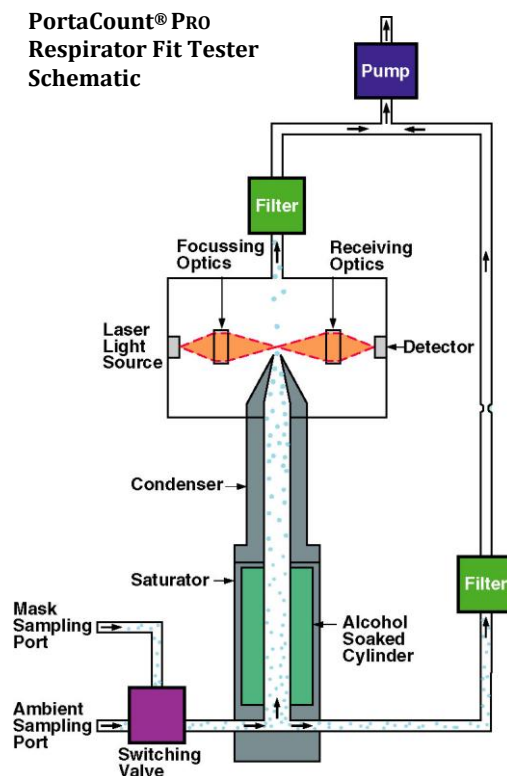 PortaCount® Pro
Respirator Fit Tester
Schematic
Pump
Filter
Focussing
Optics
Receiving
Optics
Laser
Light
Source
Detector
Condenser
Saturator
Filter
Mask
Sampling
Port
Alcohol
Soaked
Cylinder
Ambient
Sampling
Port
Switching
Valve